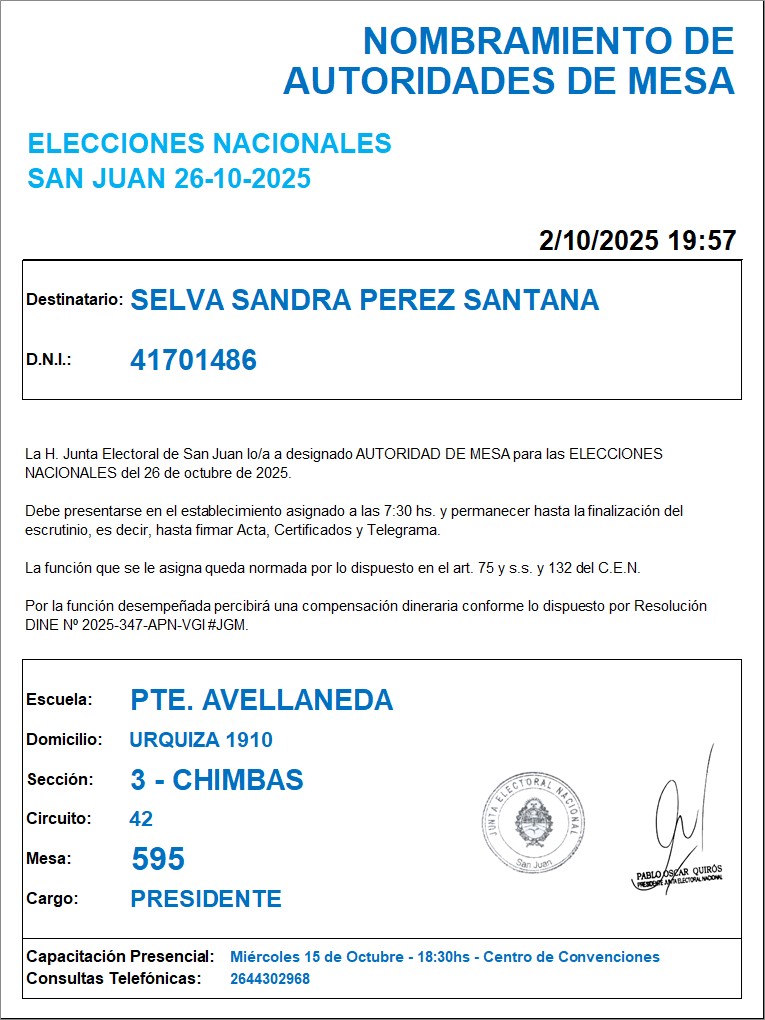 NOMBRAMIENTO DE
AUTORIDADES DE MESA
ELECCIONES NACIONALES
SAN JUAN 26-10-2025
2/10/2025 19:57
Destinatario: SELVA SANDRA PEREZ SANTANA
D.N.I.: 41701486
La H. Junta Electoral de San Juan lo/a a designado AUTORIDAD DE MESA para las ELECCIONES
NACIONALES del 26 de octubre de 2025.
Debe presentarse en el establecimiento asignado a las 7:30 hs. y permanecer hasta la finalización del
escrutinio, es decir, hasta firmar Acta, Certificados y Telegrama.
La función que se le asigna queda normada por lo dispuesto en el art. 75 y s.s. y 132 del C.E.N.
Por la función desempeñada percibirá una compensación dineraria conforme lo dispuesto por Resolución
DINE Nº 2025-347-APN-VGI#JGM.
Escuela: PTE. AVELLANEDA
Domicilio: URQUIZA 1910
Sección: 3 - CHIMBAS
Circuito: 42
Mesa: 595
Cargo: PRESIDENTE
JUNTA ELECTORAL NACIONAL
San Juan
PABLO OSCAR QUIRÓS
PRESIDENTE JUNTA ELECTORAL NACIONAL
Capacitación Presencial: Miércoles 15 de Octubre - 18:30hs - Centro de Convenciones
Consultas Telefónicas: 2644302968